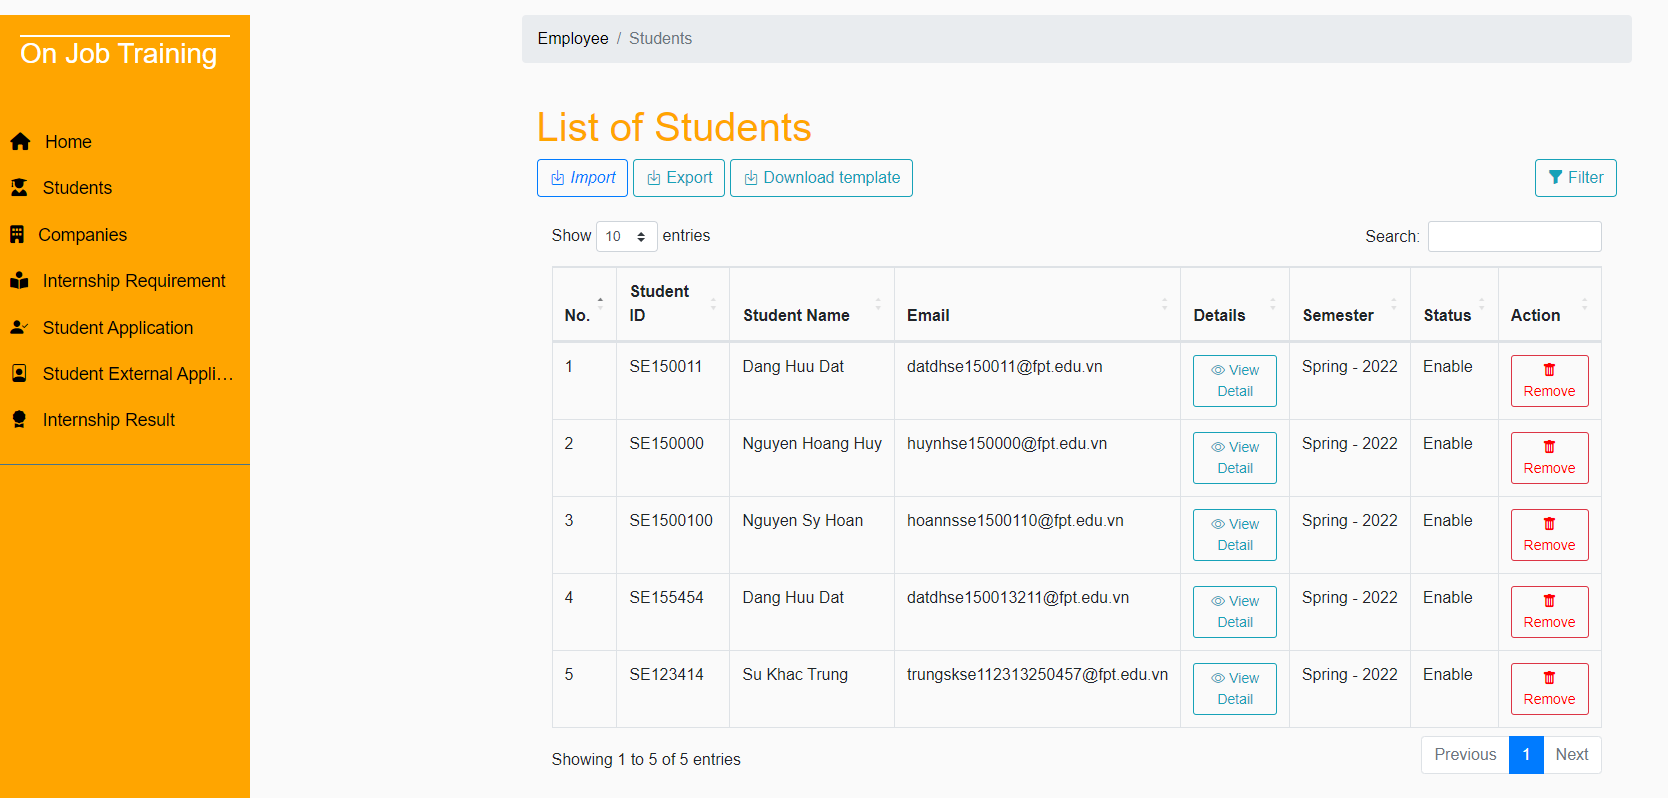 On Job Training
Home
Students
Companies
Internship Requirement
Student Application
Student External Appli...
Internship Result
Employee / Students
List of Students
Import Export Download template Filter
Show 10 entries Search:
No. Student ID Student Name Email Details Semester Status Action
1 SE150011 Dang Huu Dat datdhse150011@fpt.edu.vn View Detail Spring - 2022 Enable Remove
2 SE150000 Nguyen Hoang Huy huynhse150000@fpt.edu.vn View Detail Spring - 2022 Enable Remove
3 SE1500100 Nguyen Sy Hoan hoannsse1500110@fpt.edu.vn View Detail Spring - 2022 Enable Remove
4 SE155454 Dang Huu Dat datdhse150013211@fpt.edu.vn View Detail Spring - 2022 Enable Remove
5 SE123414 Su Khac Trung trungskse112313250457@fpt.edu.vn View Detail Spring - 2022 Enable Remove
Showing 1 to 5 of 5 entries Previous 1 Next